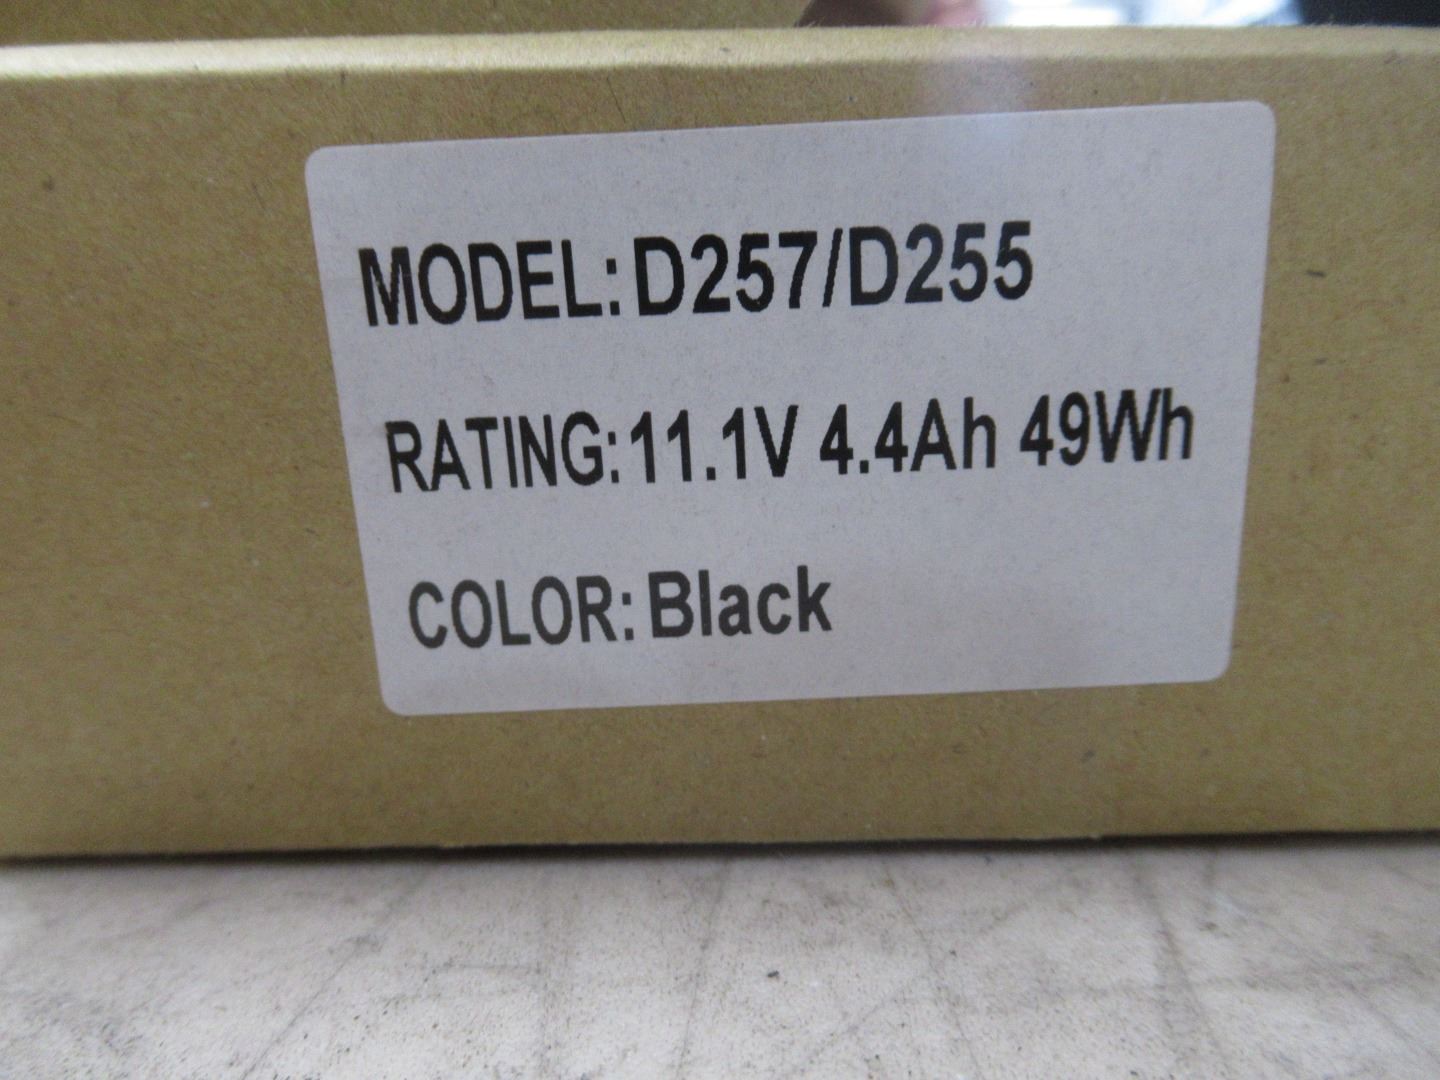 MODEL: D257/D255
RATING: 11.1V 4.4Ah 49Wh
COLOR: Black